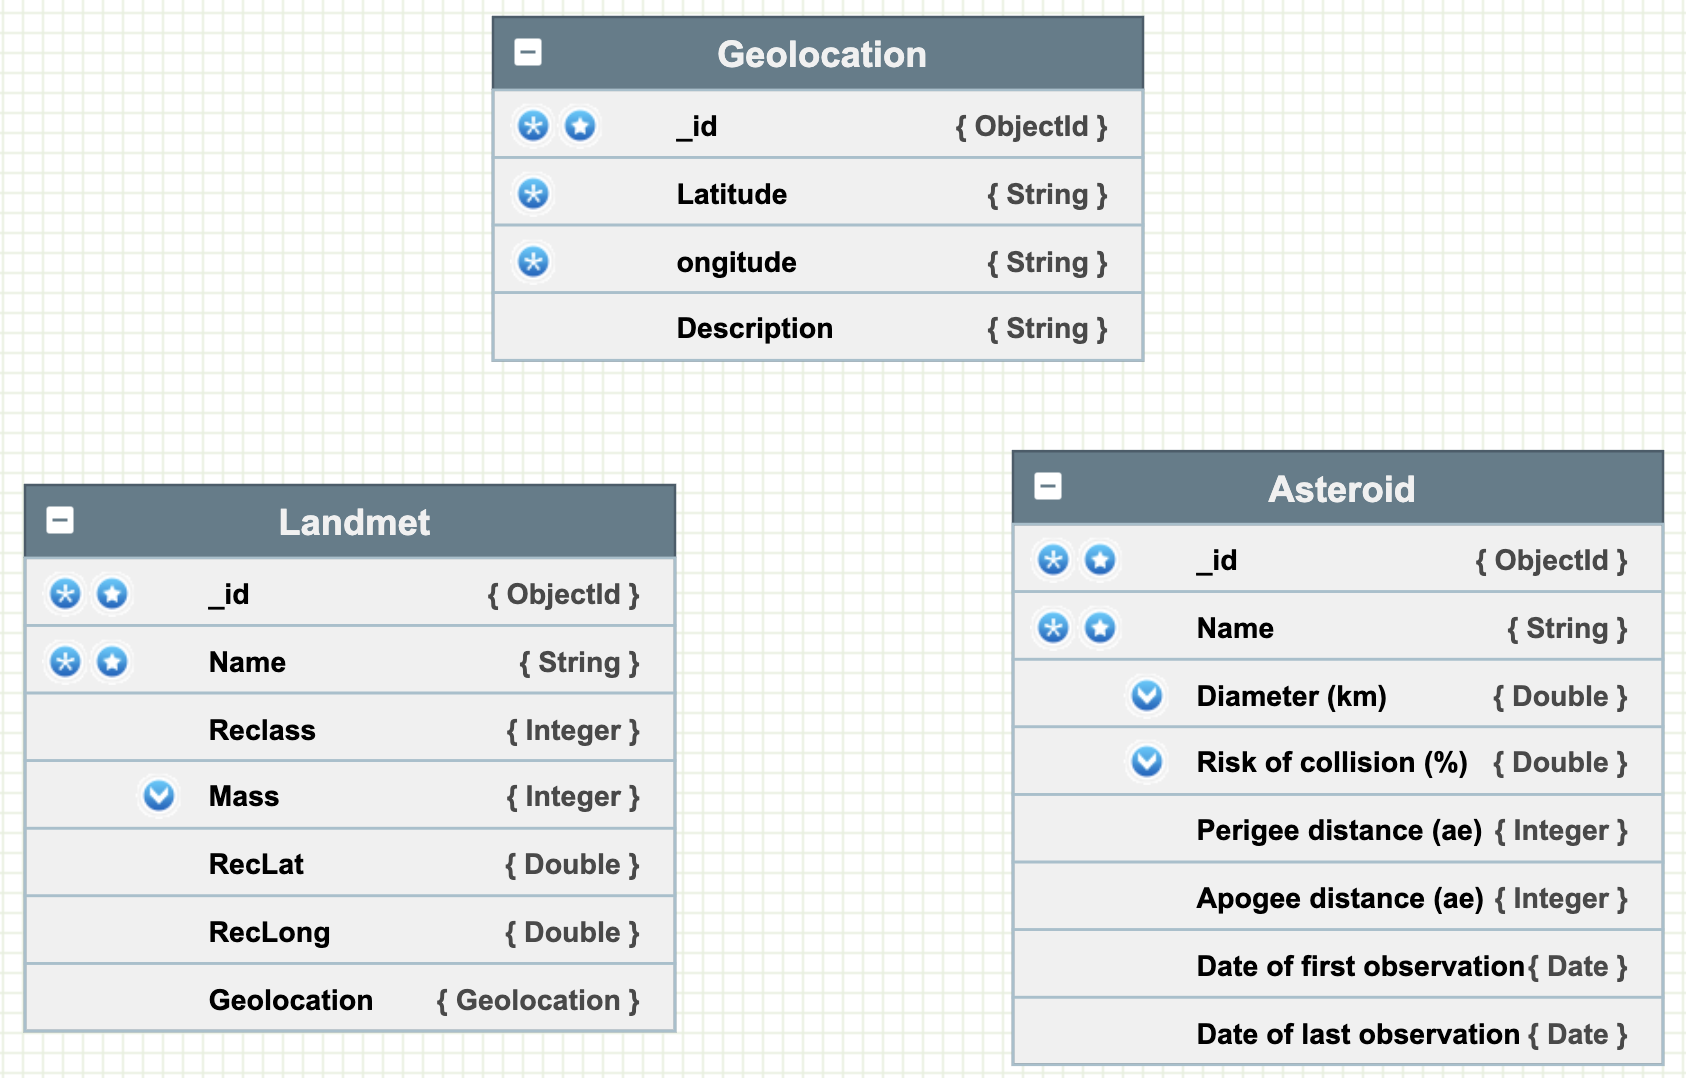 Geolocation
_id { ObjectId }
Latitude { String }
ongitude { String }
Description { String }
Landmet
_id { ObjectId }
Name { String }
Reclass { Integer }
Mass { Integer }
RecLat { Double }
RecLong { Double }
Geolocation { Geolocation }
Asteroid
_id { ObjectId }
Name { String }
Diameter (km) { Double }
Risk of collision (%) { Double }
Perigee distance (ae) { Integer }
Apogee distance (ae) { Integer }
Date of first observation { Date }
Date of last observation { Date }